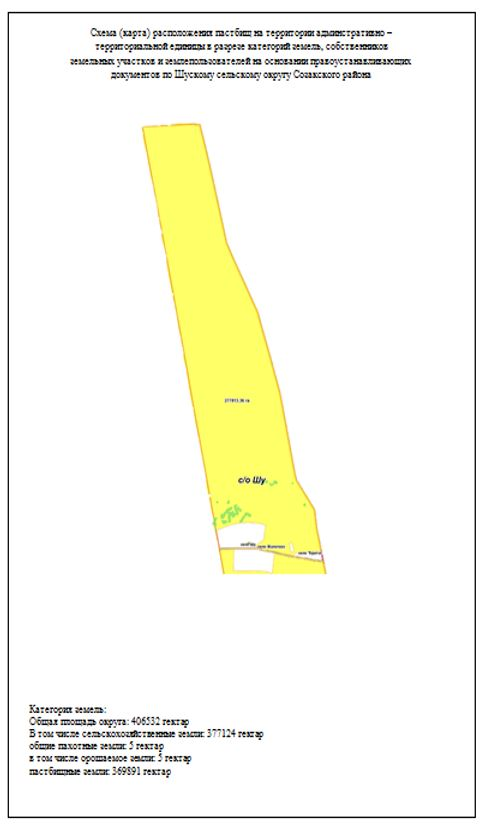 Схема (карта) расположения пастбищ на территории административно –
территориальной единицы в разрезе категорий земель, собственников
земельных участков и землепользователей на основании правоустанавливающих
документов по Шускому сельскому округу Созакского района
с/о Шу
Категория земель:
Общая площадь округа: 406532 гектар
В том числе сельскохозяйственные земли: 377124 гектар
общие пахотные земли: 5 гектар
в том числе орошаемое земли: 5 гектар
пастбищные земли: 369891 гектар